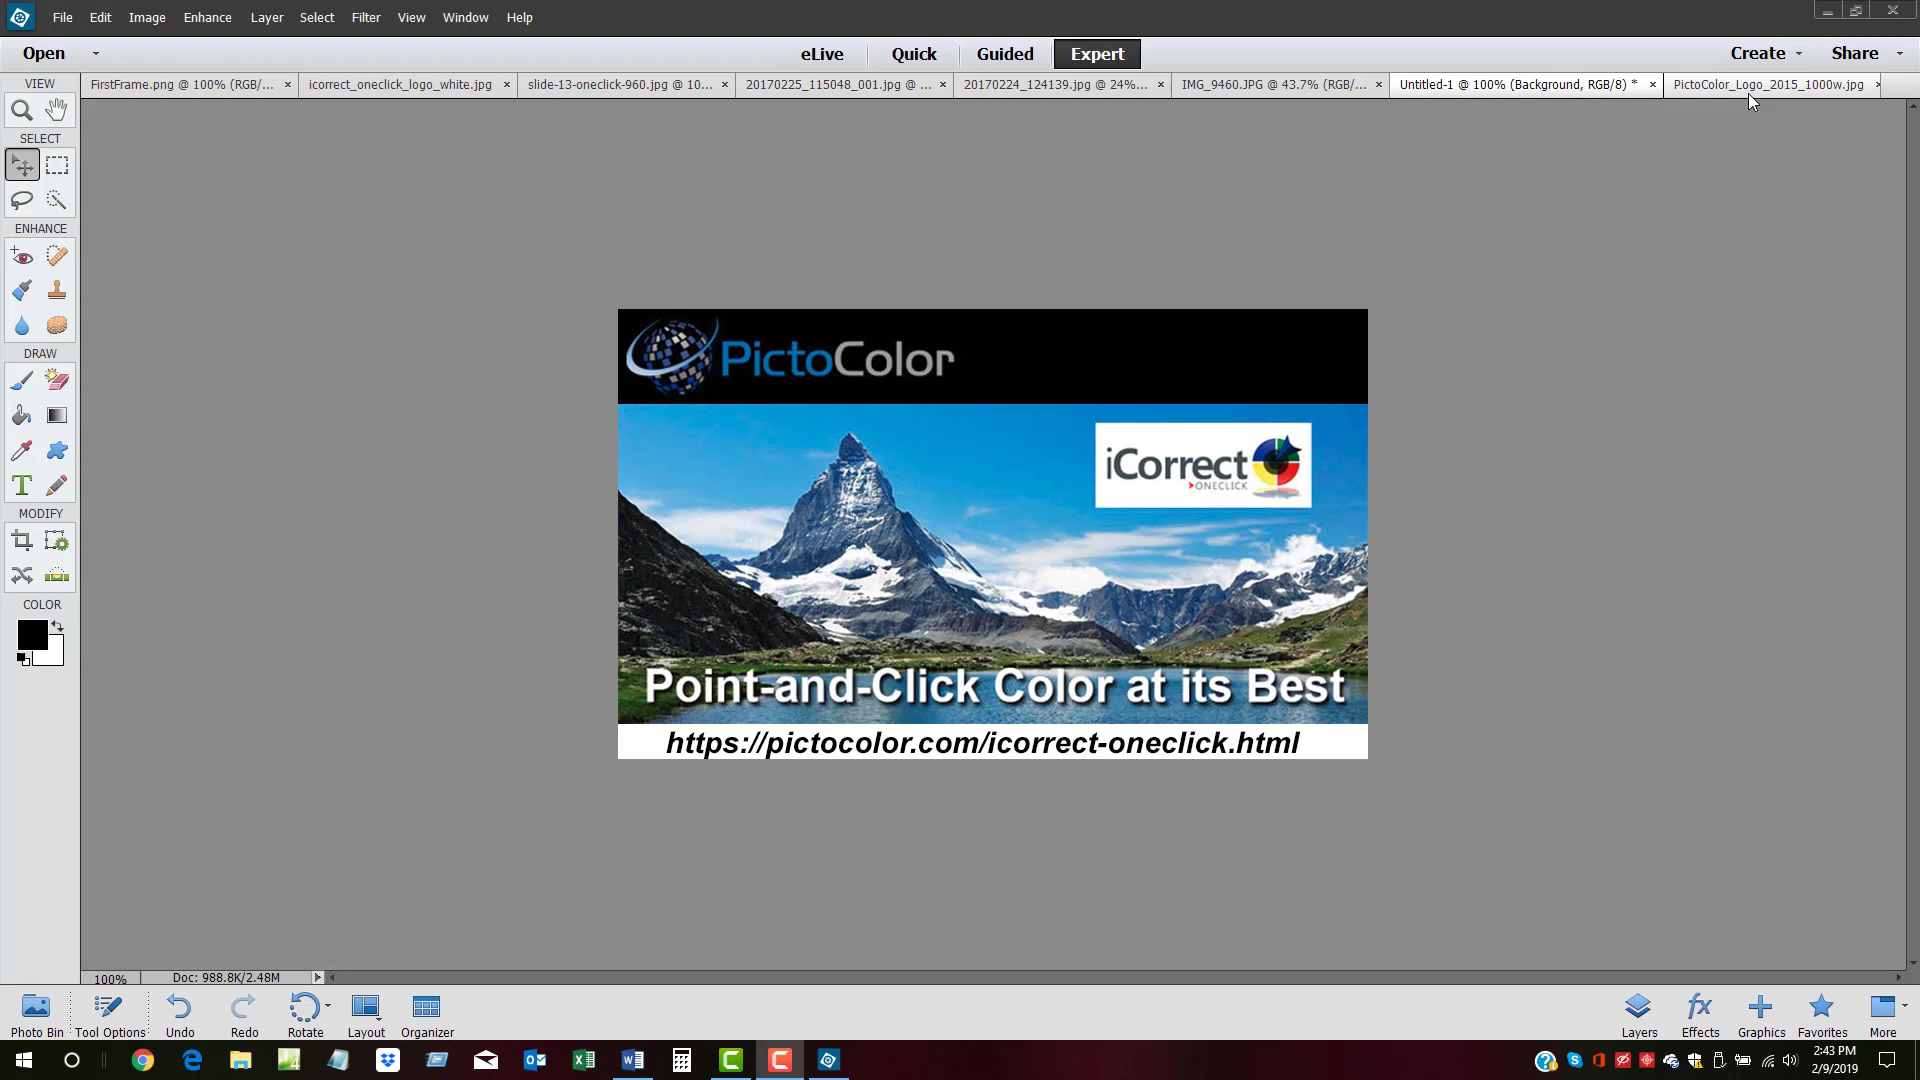 File Edit Image Enhance Layer Select Filter View Window Help
Open eLive Quick Guided Expert Create Share
VIEW
FirstFrame.png @ 100% (RGB/... × icorrect_oneclick_logo_white.jpg × slide-13-oneclick-960.jpg @ 10... × 20170225_115048_001.jpg @ ... × 20170224_124139.jpg @ 24%... × IMG_9460.JPG @ 43.7% (RGB/... × Untitled-1 @ 100% (Background, RGB/8) * × PictoColor_Logo_2015_1000w.jpg ×
SELECT
ENHANCE
DRAW
T
MODIFY
COLOR
PictoColor
iCorrect
ONECLICK
Point-and-Click Color at its Best
https://pictocolor.com/icorrect-oneclick.html
100% Doc: 988.8K/2.48M
Photo Bin Tool Options Undo Redo Rotate Layout Organizer Layers fx Effects Graphics Favorites More
2:43 PM
2/9/2019